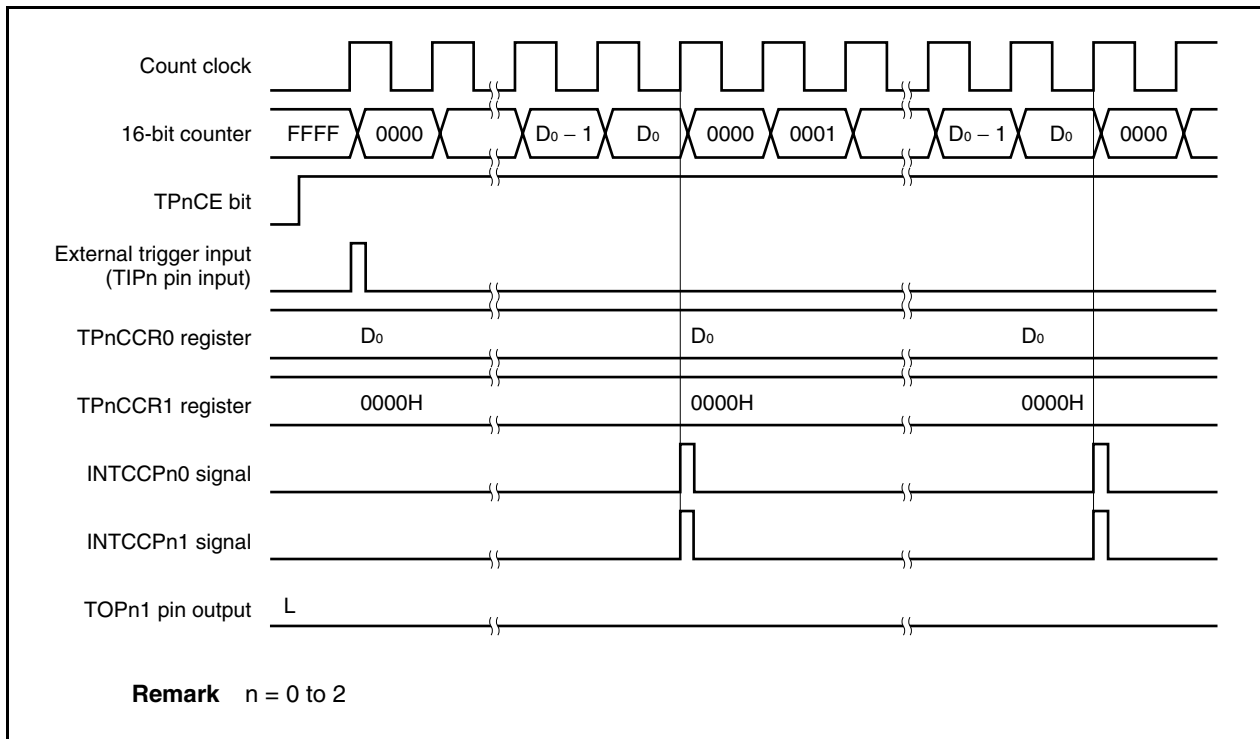 Count clock
16-bit counter FFFF 0000 D₀ − 1 D₀ 0000 0001 D₀ − 1 D₀ 0000
TPnCE bit
External trigger input
(TIPn pin input)
TPnCCR0 register D₀ D₀ D₀
TPnCCR1 register 0000H 0000H 0000H
INTCCPn0 signal
INTCCPn1 signal
TOPn1 pin output L
Remark n = 0 to 2